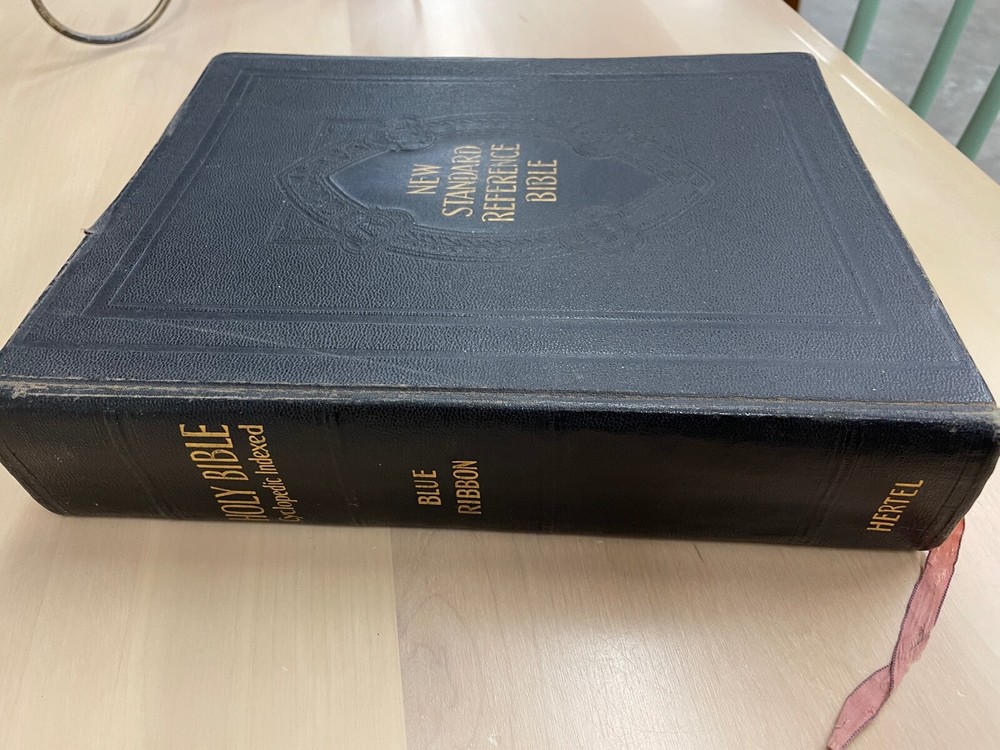 NEW
STANDARD
REFERENCE
BIBLE
HOLY BIBLE
Cyclopedic Indexed
BLUE
RIBBON
HERTEL